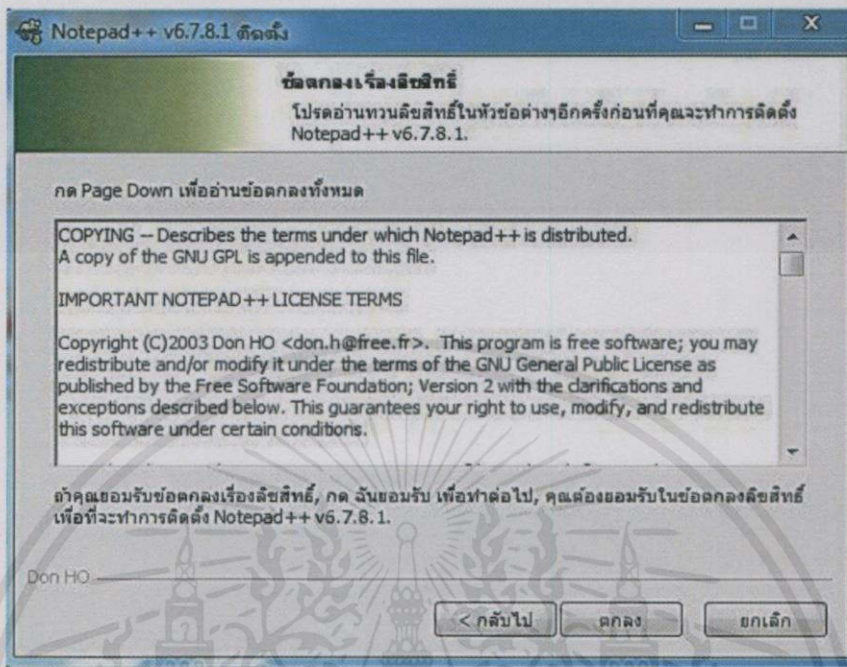 Notepad++ v6.7.8.1 ติดตั้ง
ข้อตกลงเรื่องลิขสิทธิ์
โปรดอ่านทวนลิขสิทธิ์ในหัวข้อต่างๆอีกครั้งก่อนที่คุณจะทำการติดตั้ง
Notepad++ v6.7.8.1.
กด Page Down เพื่ออ่านข้อตกลงทั้งหมด
COPYING -- Describes the terms under which Notepad++ is distributed.
A copy of the GNU GPL is appended to this file.
IMPORTANT NOTEPAD++ LICENSE TERMS
Copyright (C)2003 Don HO <don.h@free.fr>. This program is free software; you may
redistribute and/or modify it under the terms of the GNU General Public License as
published by the Free Software Foundation; Version 2 with the clarifications and
exceptions described below. This guarantees your right to use, modify, and redistribute
this software under certain conditions.
ถ้าคุณยอมรับข้อตกลงเรื่องลิขสิทธิ์, กด ฉันยอมรับ เพื่อทำต่อไป, คุณต้องยอมรับในข้อตกลงลิขสิทธิ์
เพื่อที่จะทำการติดตั้ง Notepad++ v6.7.8.1.
Don HO
< กลับไป ตกลง ยกเลิก